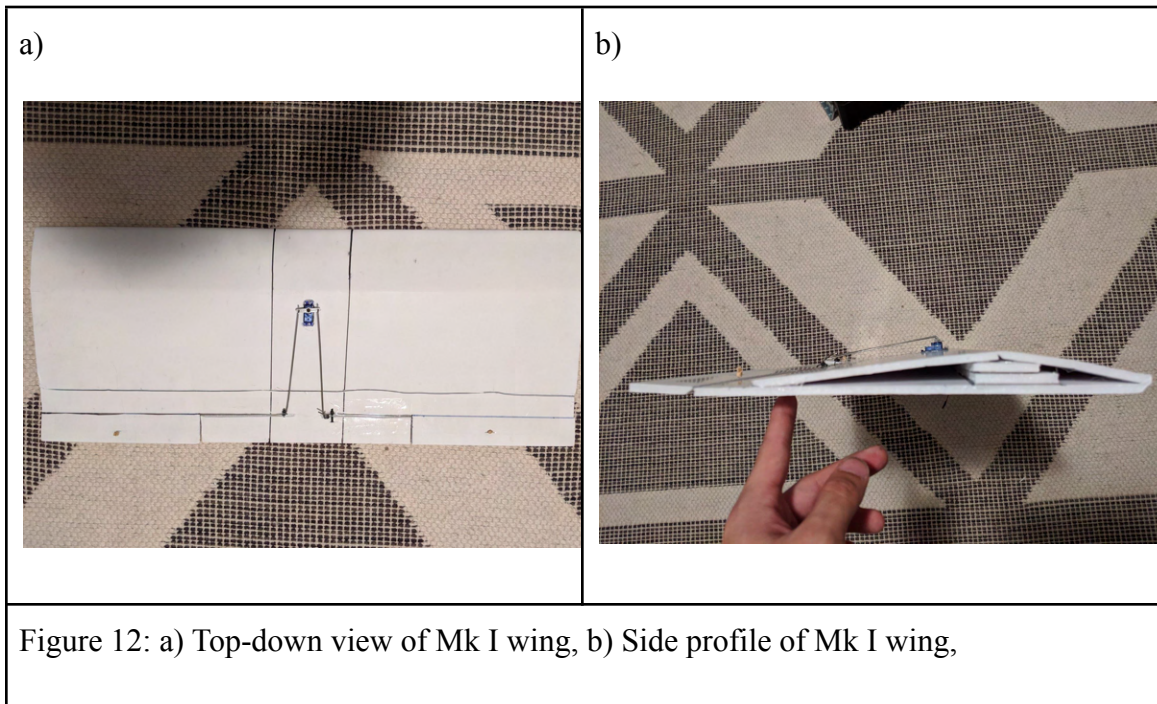 a)
b)
Figure 12: a) Top-down view of Mk I wing, b) Side profile of Mk I wing,